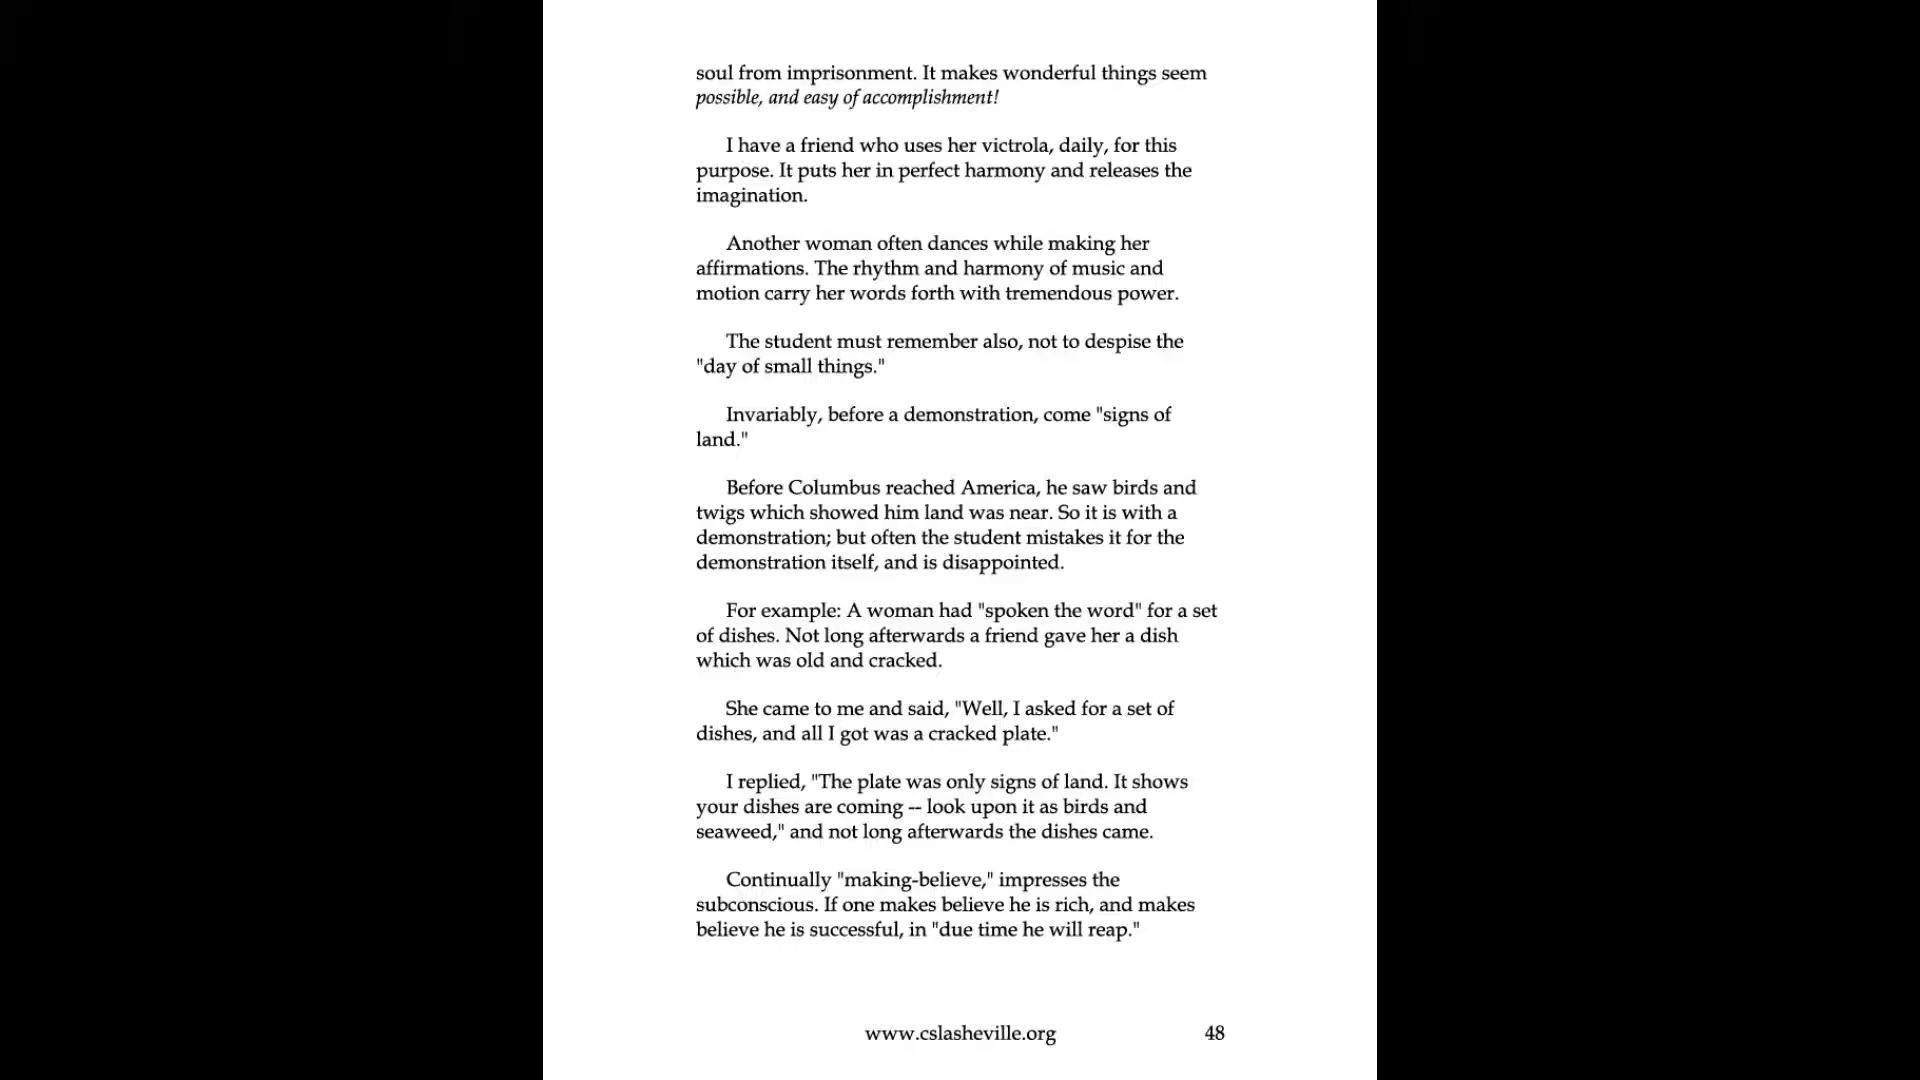 soul from imprisonment. It makes wonderful things seem
possible, and easy of accomplishment!
I have a friend who uses her victrola, daily, for this
purpose. It puts her in perfect harmony and releases the
imagination.
Another woman often dances while making her
affirmations. The rhythm and harmony of music and
motion carry her words forth with tremendous power.
The student must remember also, not to despise the
"day of small things."
Invariably, before a demonstration, come "signs of
land."
Before Columbus reached America, he saw birds and
twigs which showed him land was near. So it is with a
demonstration; but often the student mistakes it for the
demonstration itself, and is disappointed.
For example: A woman had "spoken the word" for a set
of dishes. Not long afterwards a friend gave her a dish
which was old and cracked.
She came to me and said, "Well, I asked for a set of
dishes, and all I got was a cracked plate."
I replied, "The plate was only signs of land. It shows
your dishes are coming -- look upon it as birds and
seaweed," and not long afterwards the dishes came.
Continually "making-believe," impresses the
subconscious. If one makes believe he is rich, and makes
believe he is successful, in "due time he will reap."
www.cslasheville.org 48